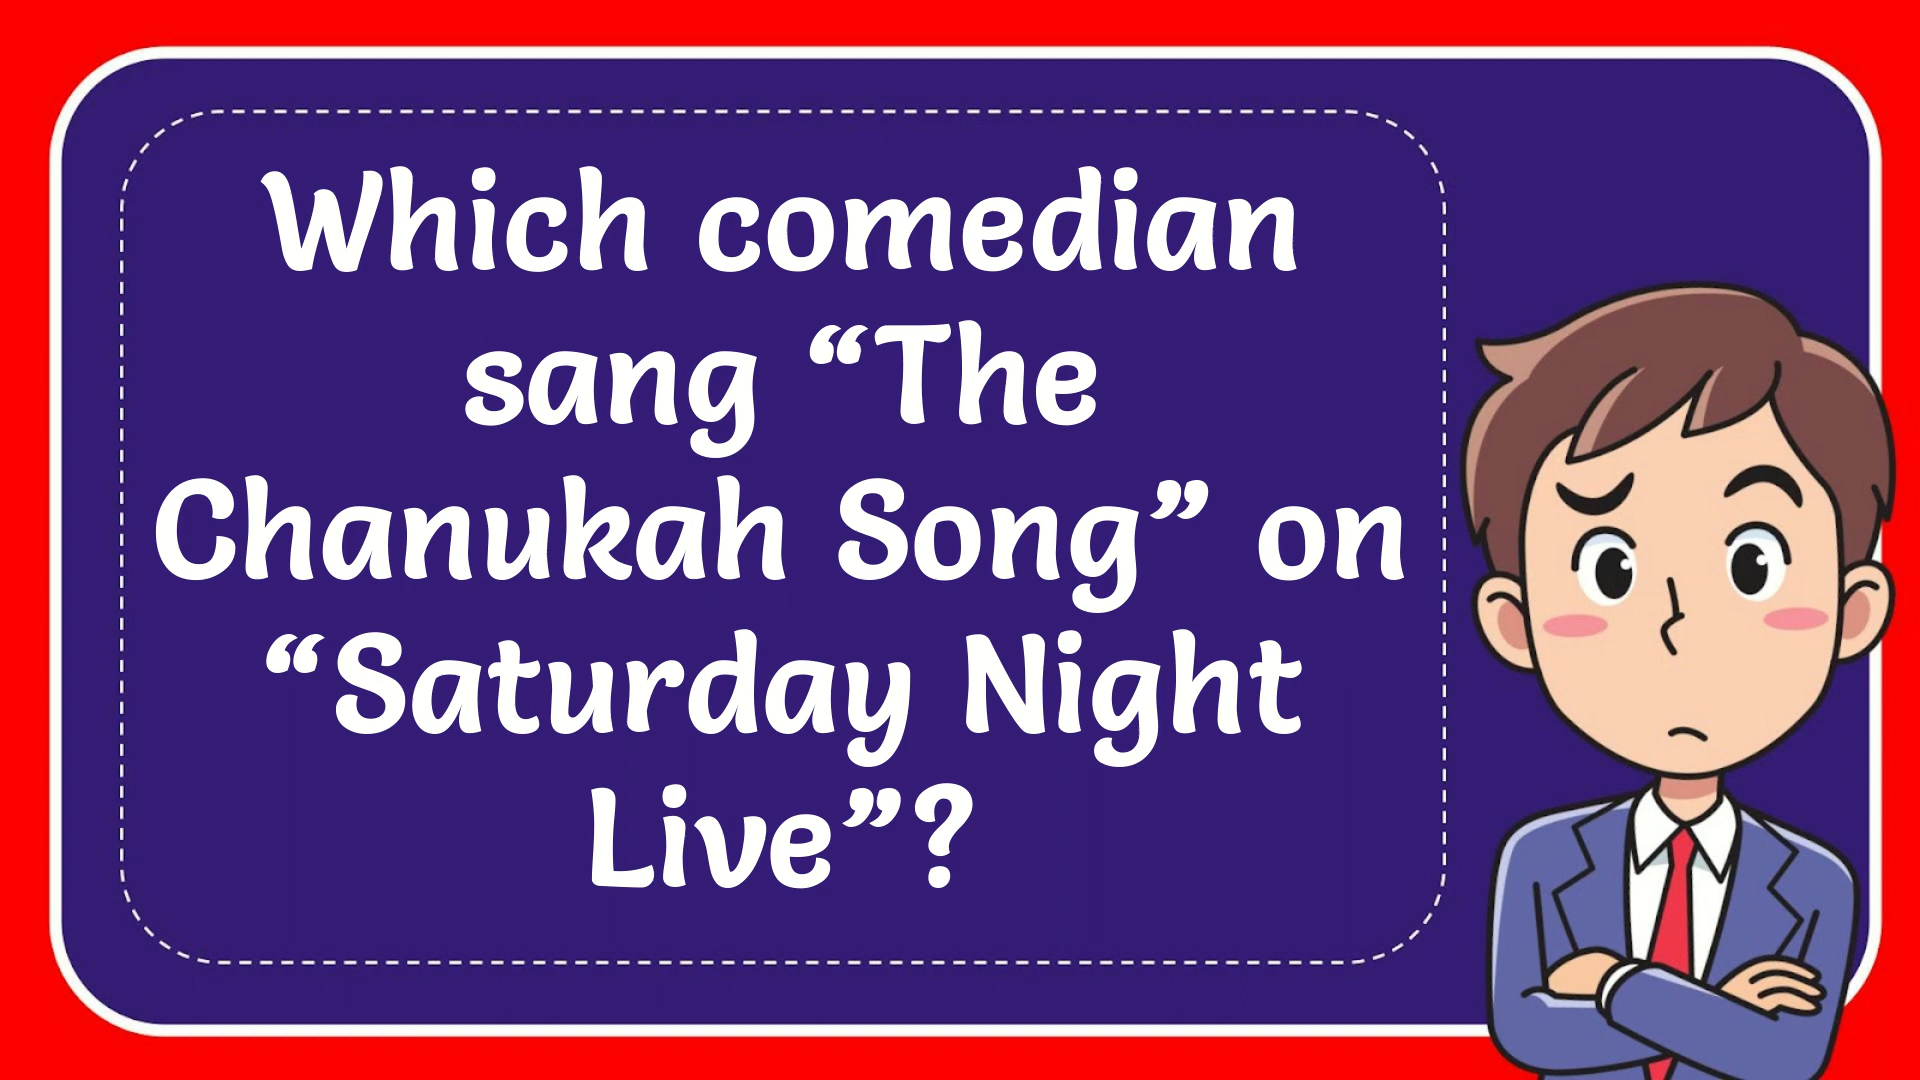 Which comedian
sang “The
Chanukah Song” on
“Saturday Night
Live”?